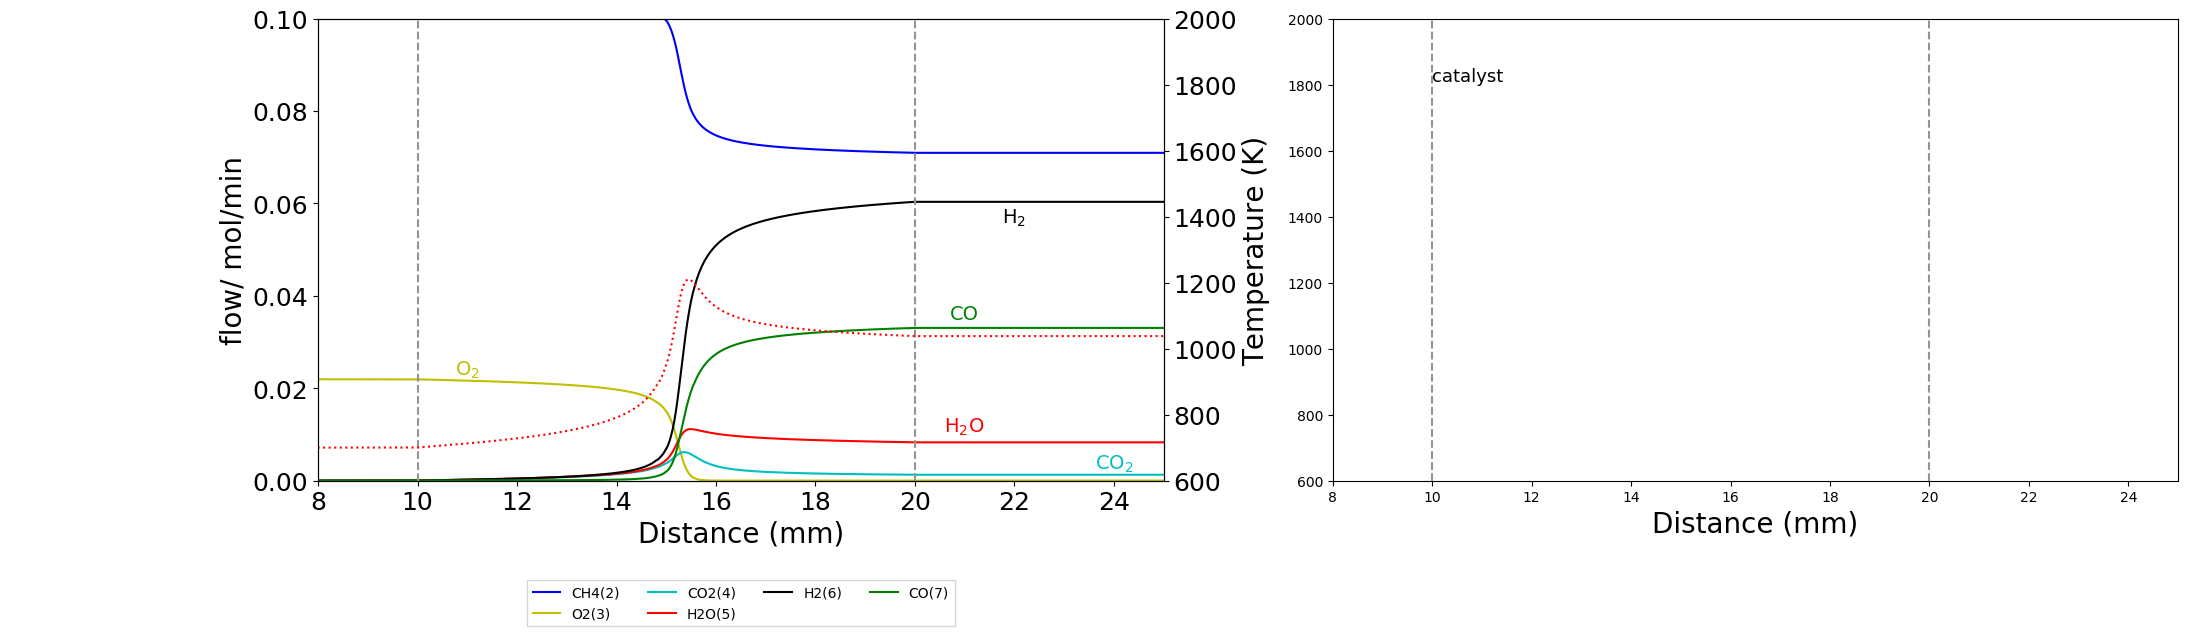 0.10
0.08
0.06
0.04
0.02
0.00
flow/ mol/min
8 10 12 14 16 18 20 22 24
Distance (mm)
2000
1800
1600
1400
1200
1000
800
600
Temperature (K)
O₂
H₂
CO
H₂O
CO₂
CH4(2) CO2(4) H2(6) CO(7)
O2(3) H2O(5)
2000
1800
1600
1400
1200
1000
800
600
catalyst
8 10 12 14 16 18 20 22 24
Distance (mm)